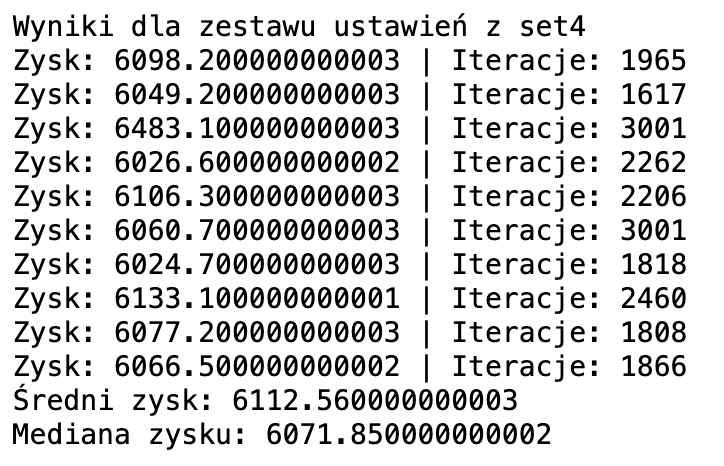 Wyniki dla zestawu ustawień z set4
Zysk: 6098.200000000003 | Iteracje: 1965
Zysk: 6049.200000000003 | Iteracje: 1617
Zysk: 6483.100000000003 | Iteracje: 3001
Zysk: 6026.600000000002 | Iteracje: 2262
Zysk: 6106.300000000003 | Iteracje: 2206
Zysk: 6060.700000000003 | Iteracje: 3001
Zysk: 6024.700000000003 | Iteracje: 1818
Zysk: 6133.100000000001 | Iteracje: 2460
Zysk: 6077.200000000003 | Iteracje: 1808
Zysk: 6066.500000000002 | Iteracje: 1866
Średni zysk: 6112.560000000003
Mediana zysku: 6071.850000000002